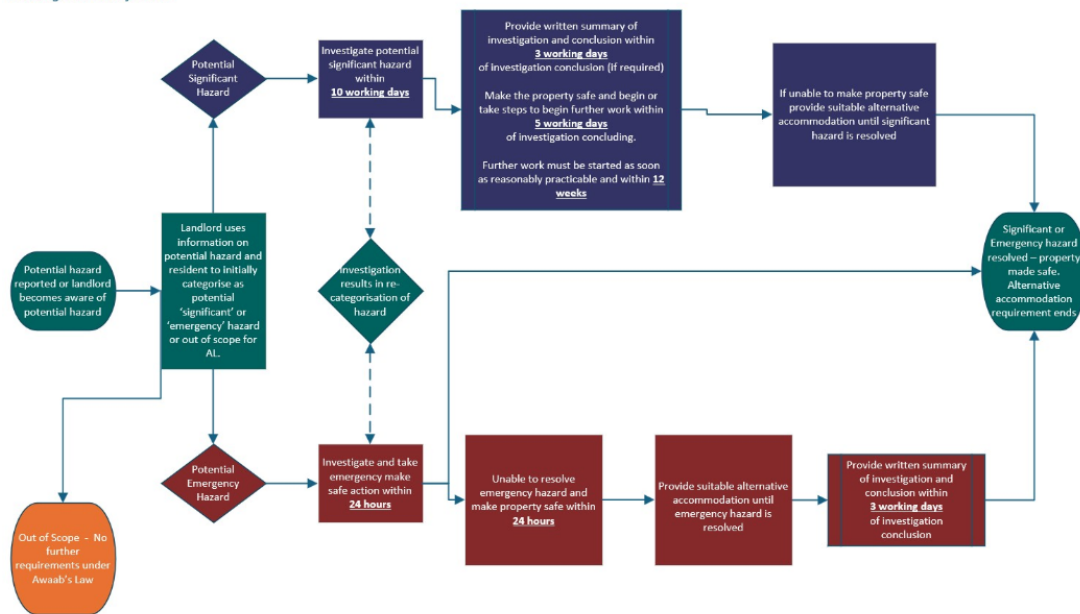 Potential
Significant
Hazard
Investigate potential
significant hazard
within
10 working days
Provide written summary of
investigation and conclusion within
3 working days
of investigation conclusion (if required)
Make the property safe and begin or
take steps to begin further work within
5 working days
of investigation concluding.
Further work must be started as soon
as reasonably practicable and within 12
weeks
If unable to make property safe
provide suitable alternative
accommodation until significant
hazard is resolved
Potential hazard
reported or landlord
becomes aware of
potential hazard
Landlord uses
information on
potential hazard and
resident to initially
categorise as
potential
‘significant’ or
‘emergency’ hazard
or out of scope for
AL.
Investigation
results in re-
categorisation of
hazard
Significant or
Emergency hazard
resolved – property
made safe.
Alternative
accommodation
requirement ends
Potential
Emergency
Hazard
Investigate and take
emergency make
safe action within
24 hours
Unable to resolve
emergency hazard and
make property safe within
24 hours
Provide suitable alternative
accommodation until
emergency hazard is
resolved
Provide written summary
of investigation and
conclusion within
3 working days
of investigation
conclusion
Out of Scope - No
further
requirements under
Awaab’s Law